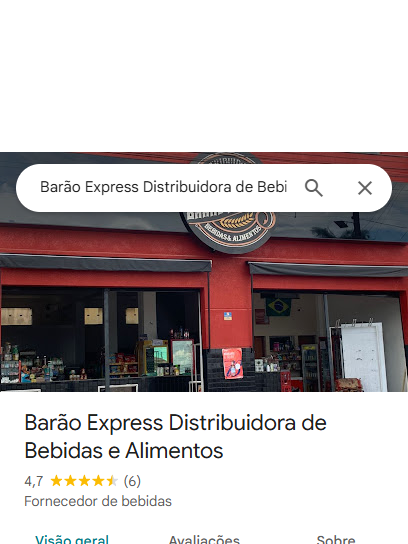 Barão Express Distribuidora de Bebi
BEBIDAS & ALIMENTOS
Barão Express Distribuidora de
Bebidas e Alimentos
4,7 (6)
Fornecedor de bebidas
Visão geral Avaliações Sobre